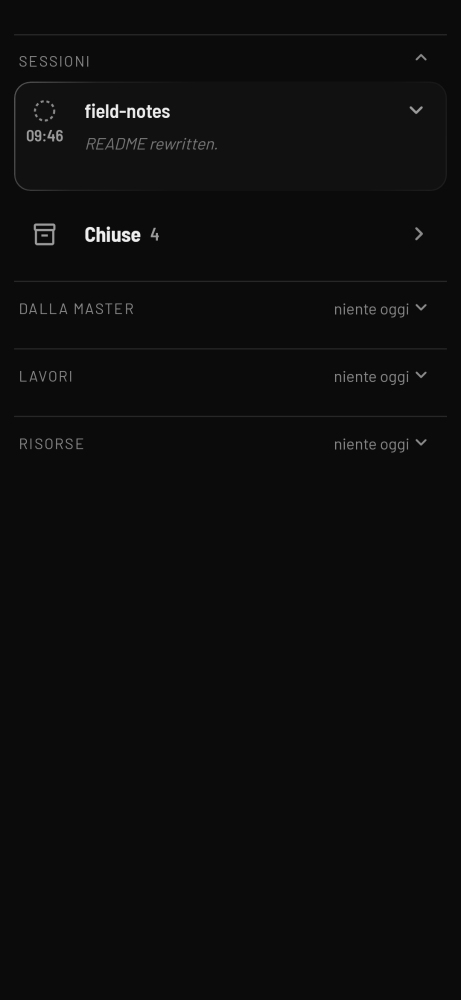 SESSIONI
field-notes
09:46
README rewritten.
Chiuse 4
DALLA MASTER niente oggi
LAVORI niente oggi
RISORSE niente oggi